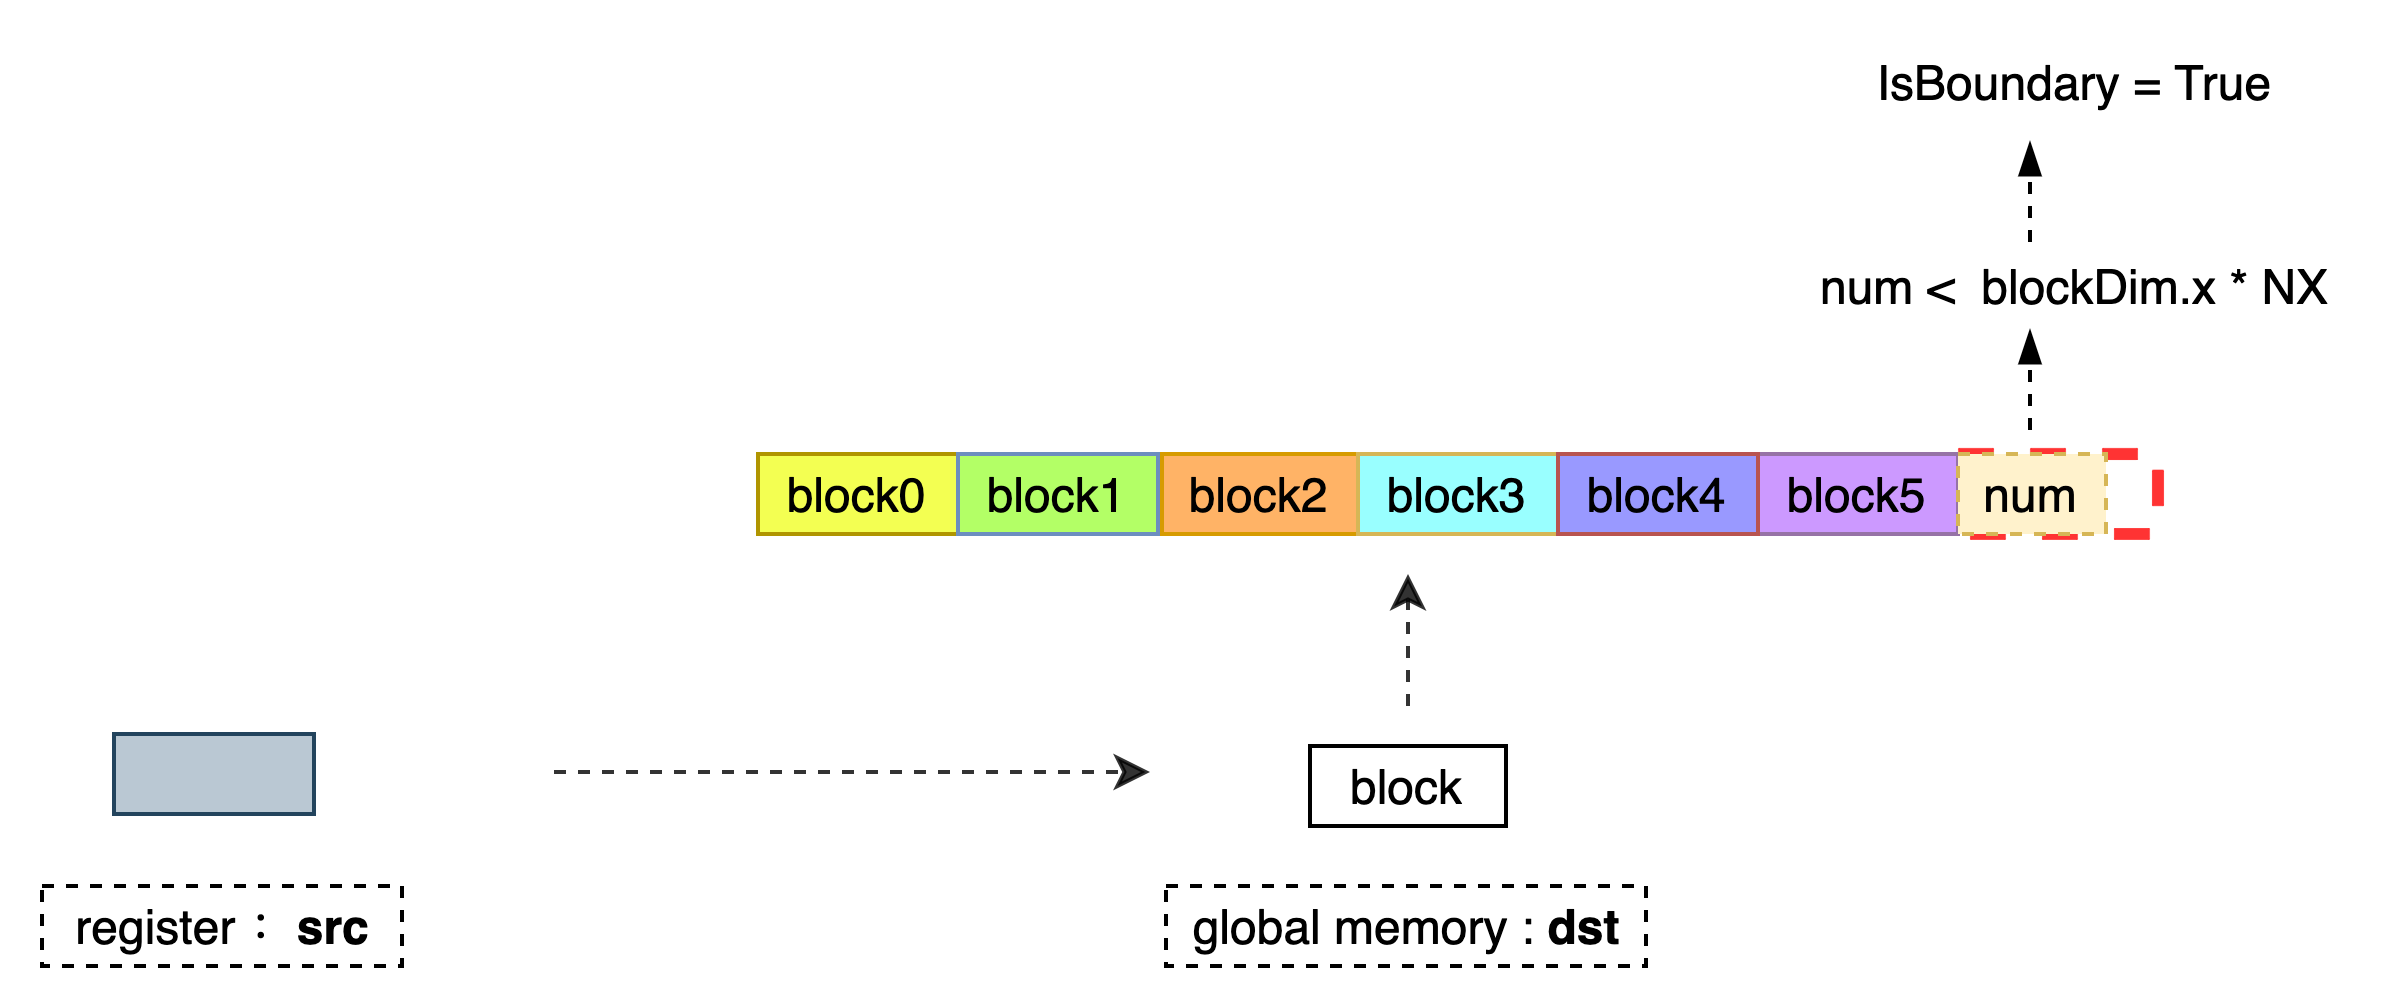 IsBoundary = True
num < blockDim.x * NX
block0 block1 block2 block3 block4 block5 num
block
register： src
global memory : dst